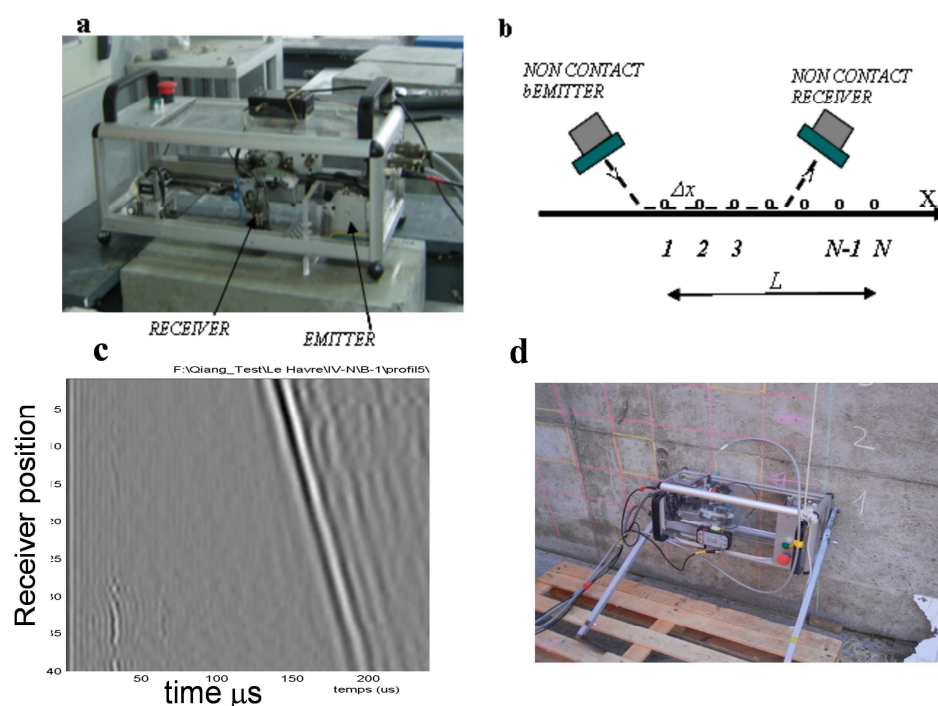 a
RECEIVER
EMITTER
b
NON CONTACT
bEMITTER
NON CONTACT
RECEIVER
Δx
X
1 2 3 N-1 N
L
c
F:\Qiang_Test\Le Havre\IV-N\B-1\profil5\
Receiver position
5
10
15
20
25
30
35
40
50 100 150 200
time μs
temps (us)
d
2
1